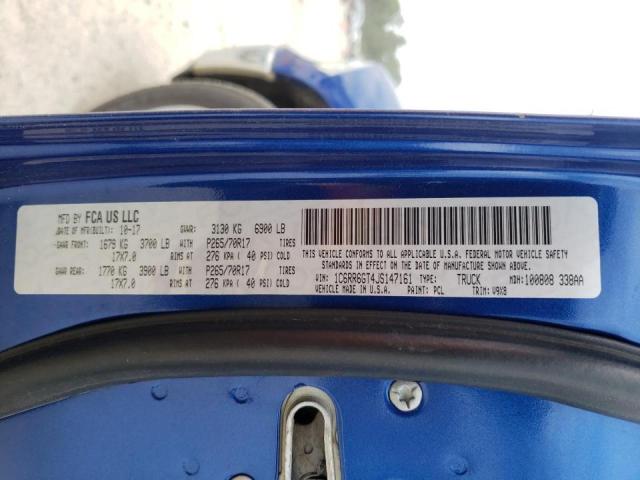 MFD BY FCA US LLC
DATE OF MFR(BUILT): 10-17 GVWR: 3130 KG 6900 LB
GAWR FRONT: 1679 KG 3700 LB WITH P265/70R17 TIRES
17X7.0 RIMS AT 276 KPA ( 40 PSI) COLD
GAWR REAR: 1770 KG 3900 LB WITH P265/70R17 TIRES
17X7.0 RIMS AT 276 KPA ( 40 PSI) COLD
THIS VEHICLE CONFORMS TO ALL APPLICABLE U.S.A. FEDERAL MOTOR VEHICLE SAFETY
AND THEFT PREVENTION STANDARDS IN EFFECT ON THE DATE OF MANUFACTURE SHOWN ABOVE.
VIN: 1C6RR6GT4JS147161 TYPE: TRUCK MDH: 100808 338AA
VEHICLE MADE IN U.S.A. PAINT: PCL TRIM: V9X8